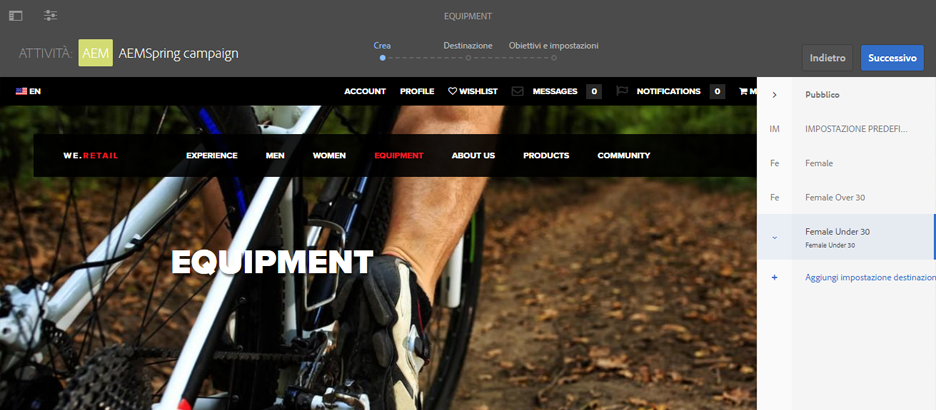 EQUIPMENT
ATTIVITÀ: AEM AEMSpring campaign
Crea Destinazione Obiettivi e impostazioni
Indietro Successivo
EN ACCOUNT PROFILE WISHLIST MESSAGES 0 NOTIFICATIONS 0 M
WE.RETAIL EXPERIENCE MEN WOMEN EQUIPMENT ABOUT US PRODUCTS COMMUNITY
EQUIPMENT
Pubblico
IM IMPOSTAZIONE PREDEFI...
Fe Female
Fe Female Over 30
Female Under 30
Female Under 30
+ Aggiungi impostazione destinazion